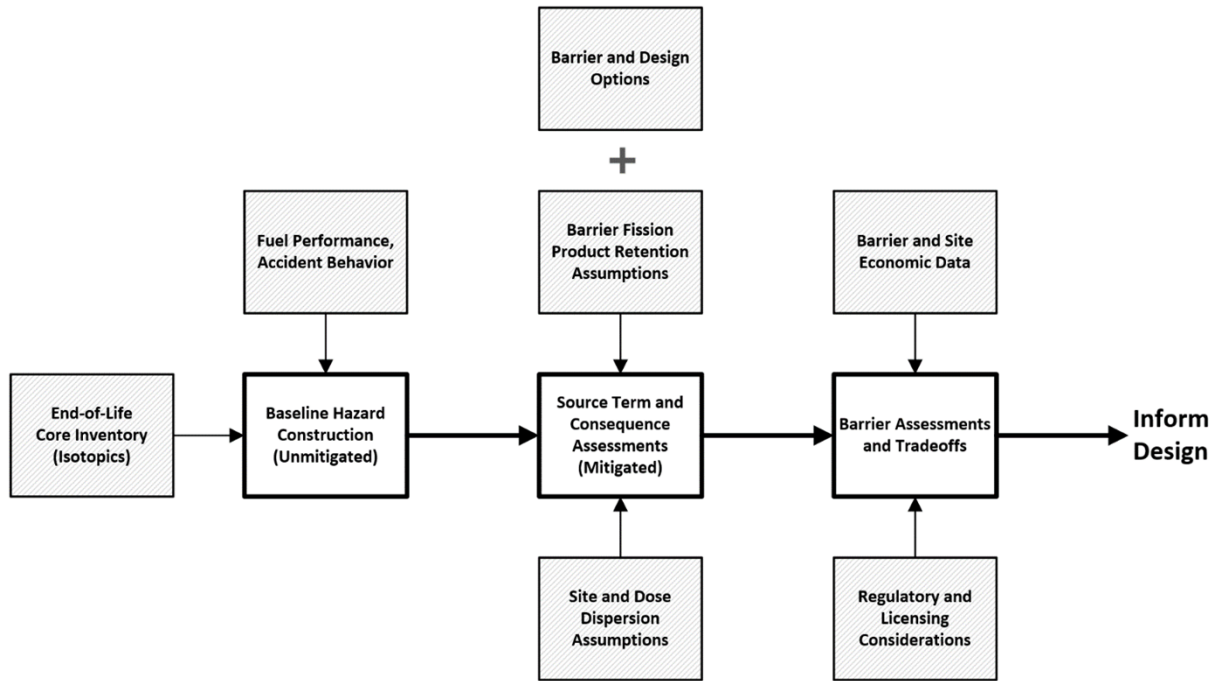 Barrier and Design
Options
+
Fuel Performance,
Accident Behavior
Barrier Fission
Product Retention
Assumptions
Barrier and Site
Economic Data
End-of-Life
Core Inventory
(Isotopics)
Baseline Hazard
Construction
(Unmitigated)
Source Term and
Consequence
Assessments
(Mitigated)
Barrier Assessments
and Tradeoffs
Inform
Design
Site and Dose
Dispersion
Assumptions
Regulatory and
Licensing
Considerations